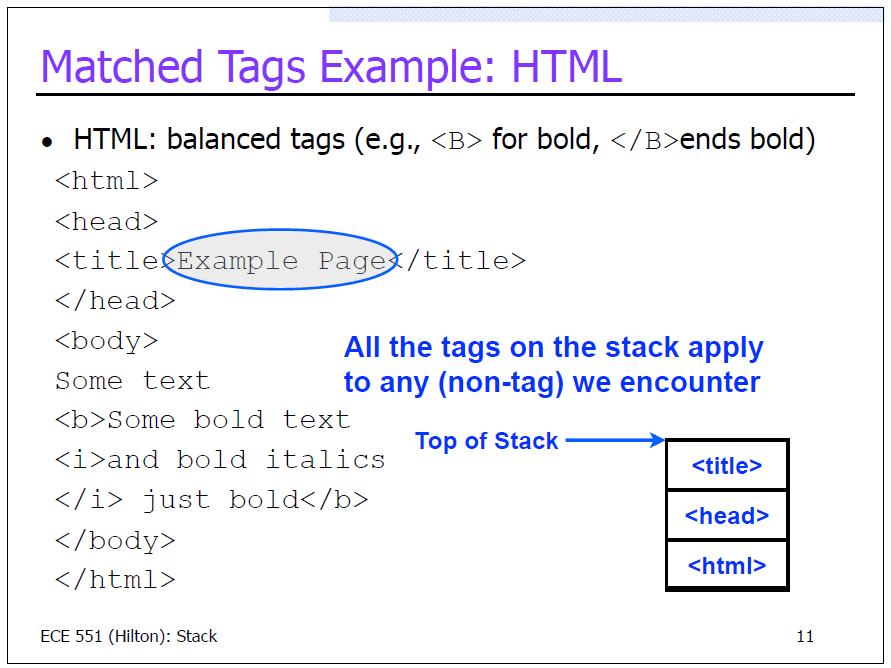 Matched Tags Example: HTML
• HTML: balanced tags (e.g., <B> for bold, </B>ends bold)
<html>
<head>
<title>Example Page</title>
</head>
<body>
Some text
<b>Some bold text
<i>and bold italics
</i> just bold</b>
</body>
</html>
All the tags on the stack apply
to any (non-tag) we encounter
Top of Stack
<title>
<head>
<html>
ECE 551 (Hilton): Stack
11